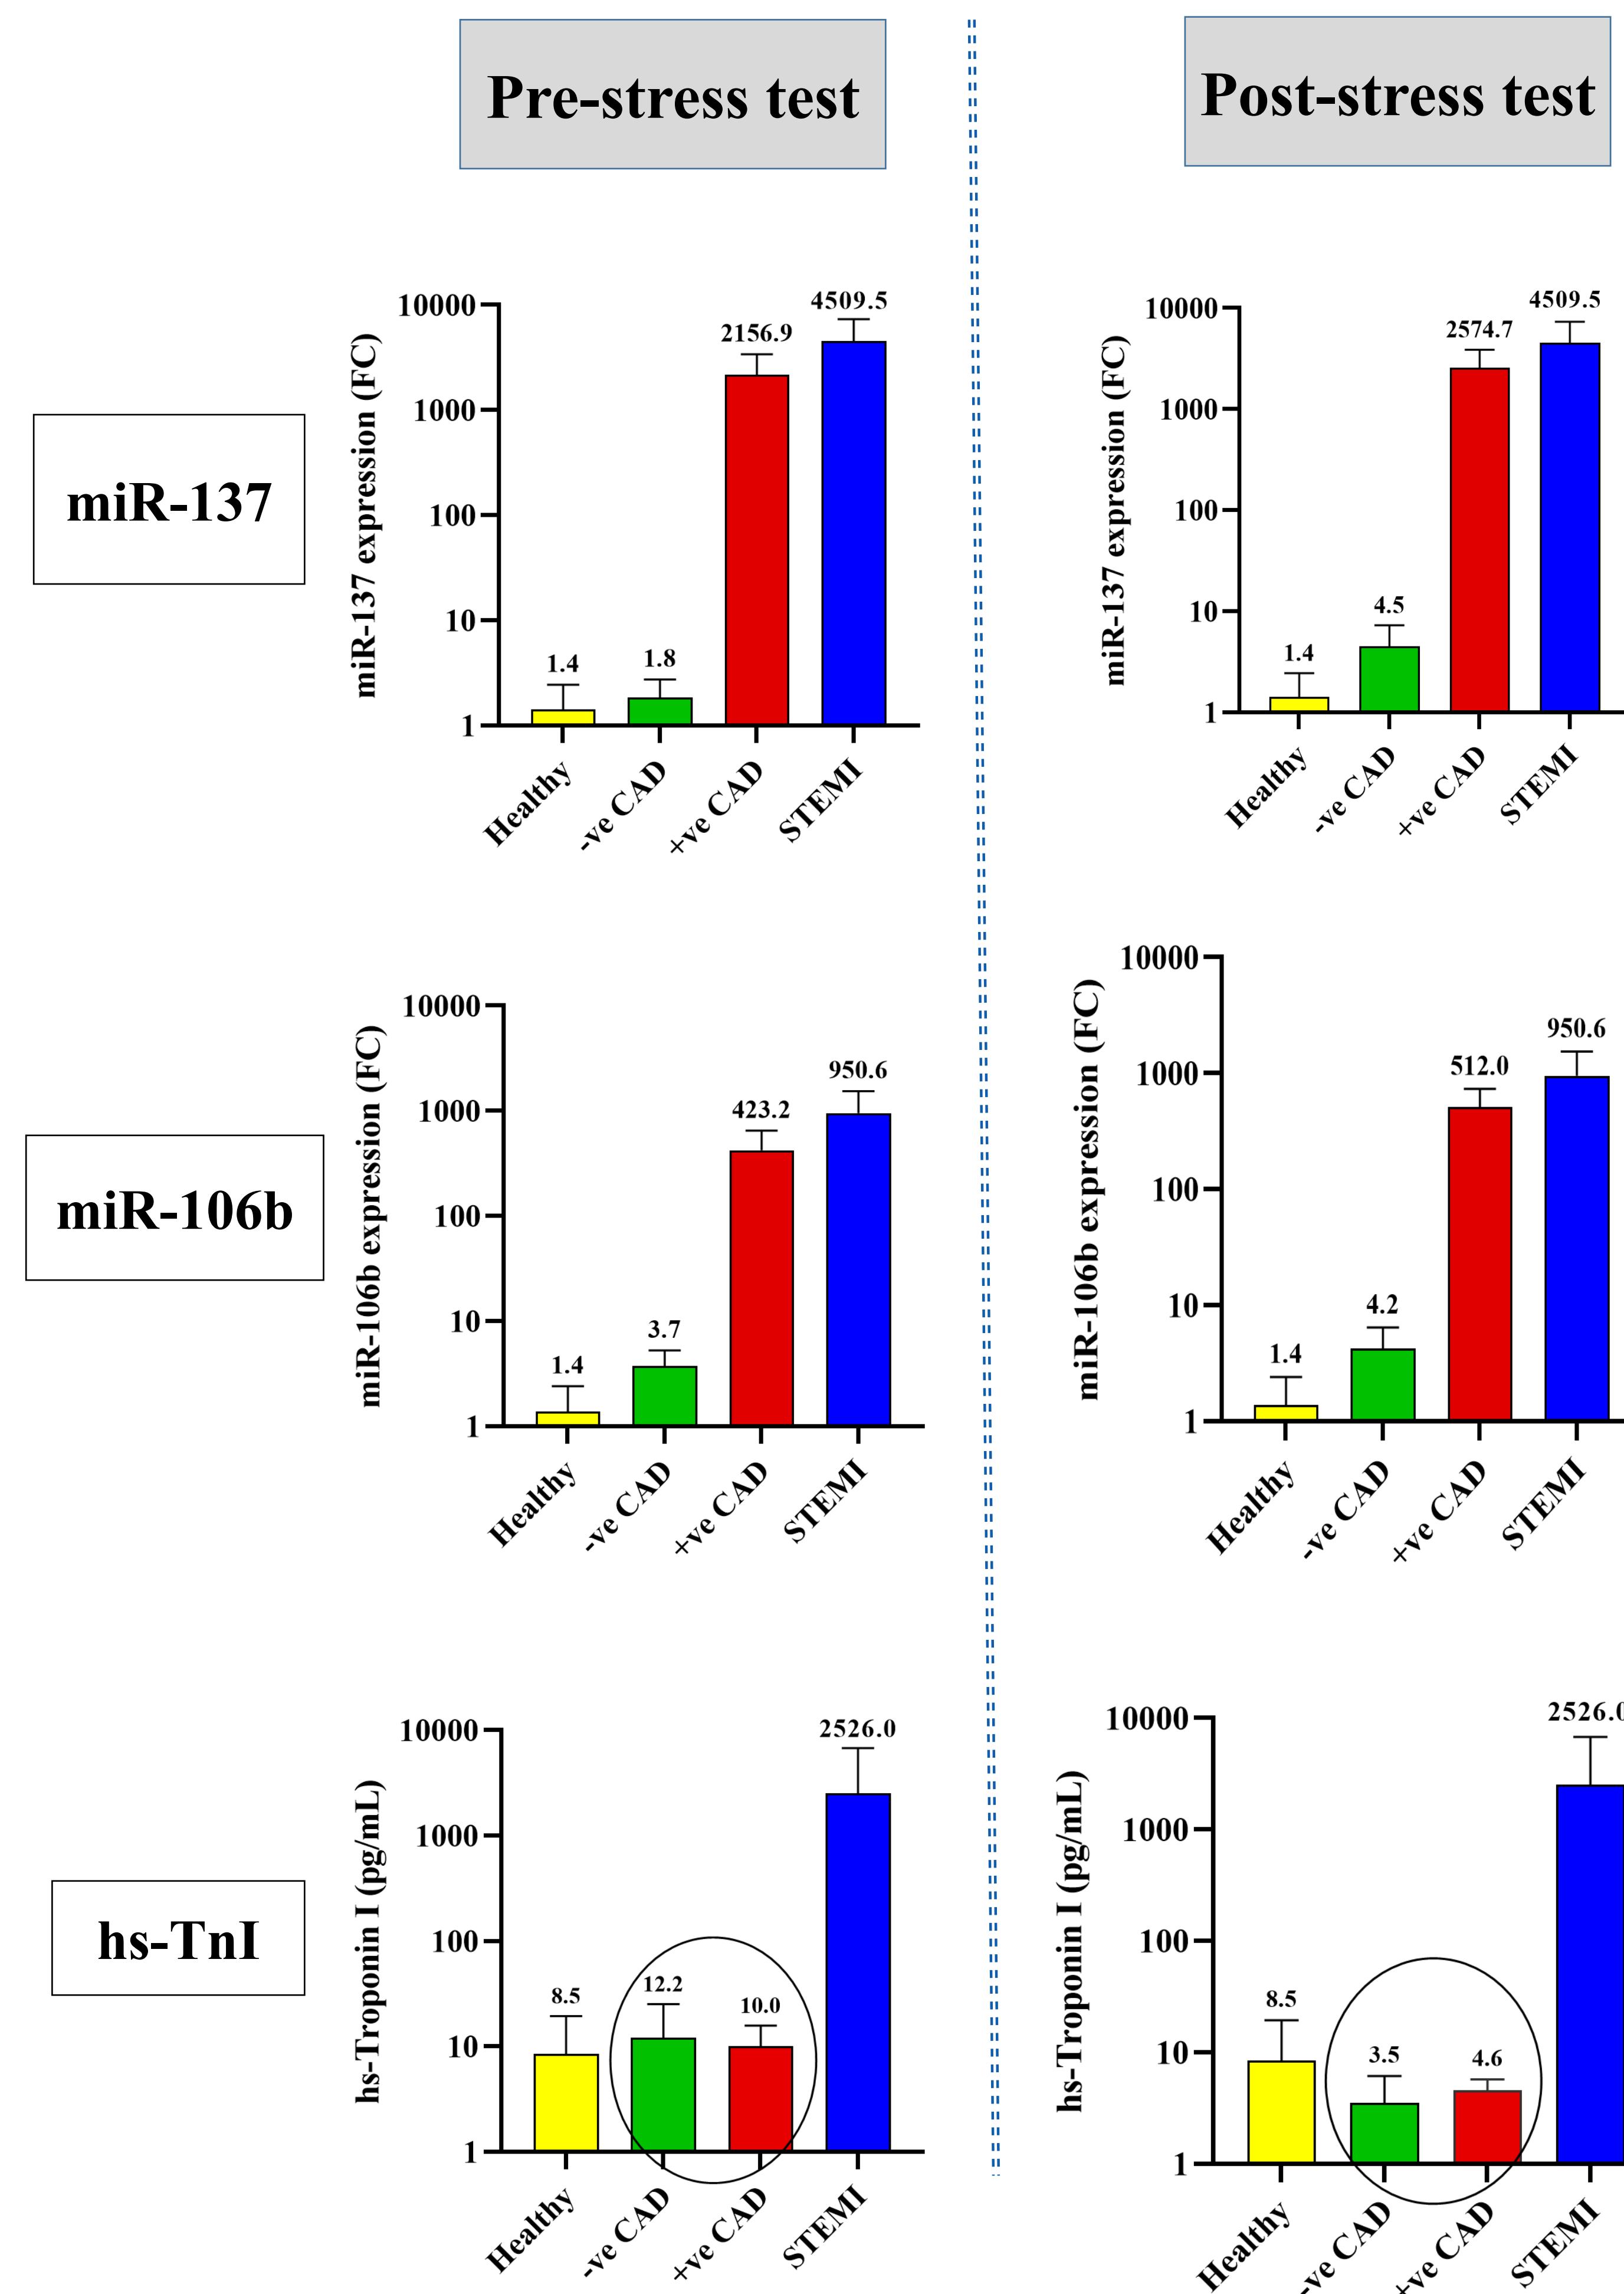 Pre-stress test
Post-stress test
miR-137
miR-137 expression (FC)
10000
1000
100
10
1
1.4
1.8
2156.9
4509.5
Healthy
-ve CAD
+ve CAD
STEMI
miR-137 expression (FC)
10000
1000
100
10
1
1.4
4.5
2574.7
4509.5
Healthy
-ve CAD
+ve CAD
STEMI
miR-106b
miR-106b expression (FC)
10000
1000
100
10
1
1.4
3.7
423.2
950.6
Healthy
-ve CAD
+ve CAD
STEMI
miR-106b expression (FC)
10000
1000
100
10
1
1.4
4.2
512.0
950.6
Healthy
-ve CAD
+ve CAD
STEMI
hs-TnI
hs-Troponin I (pg/mL)
10000
1000
100
10
1
8.5
12.2
10.0
2526.0
Healthy
-ve CAD
+ve CAD
STEMI
hs-Troponin I (pg/mL)
10000
1000
100
10
1
8.5
3.5
4.6
2526.0
Healthy
-ve CAD
+ve CAD
STEMI